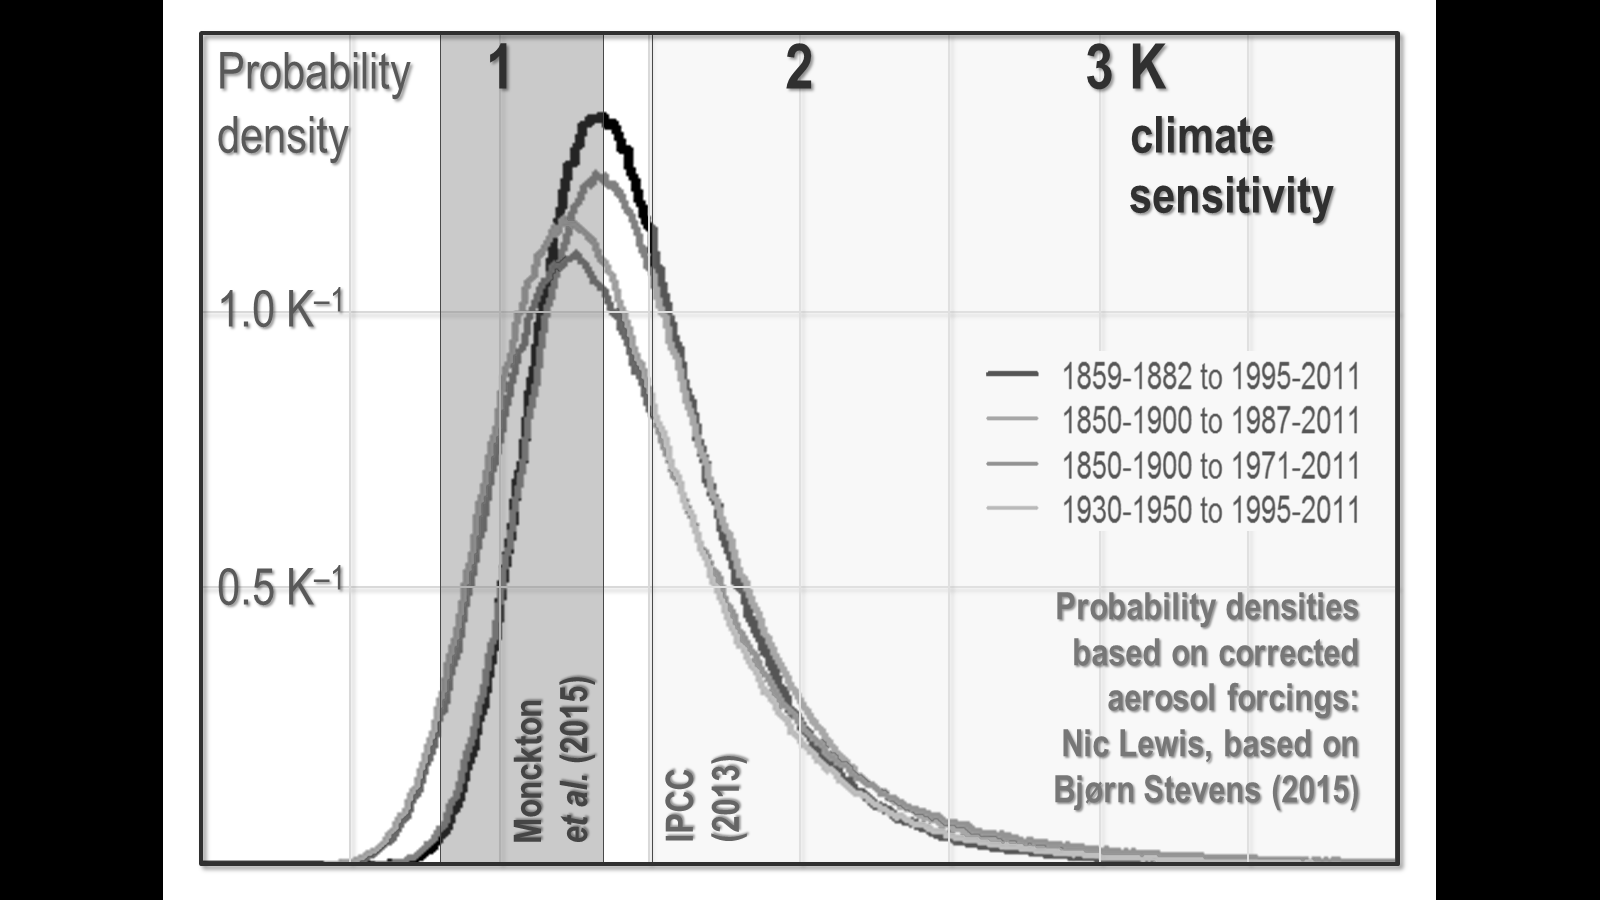 Probability
density
1
2
3 K
climate
sensitivity
1.0 K–1
0.5 K–1
1859-1882 to 1995-2011
1850-1900 to 1987-2011
1850-1900 to 1971-2011
1930-1950 to 1995-2011
Probability densities
based on corrected
aerosol forcings:
Nic Lewis, based on
Bjørn Stevens (2015)
Monckton
et al. (2015)
IPCC
(2013)